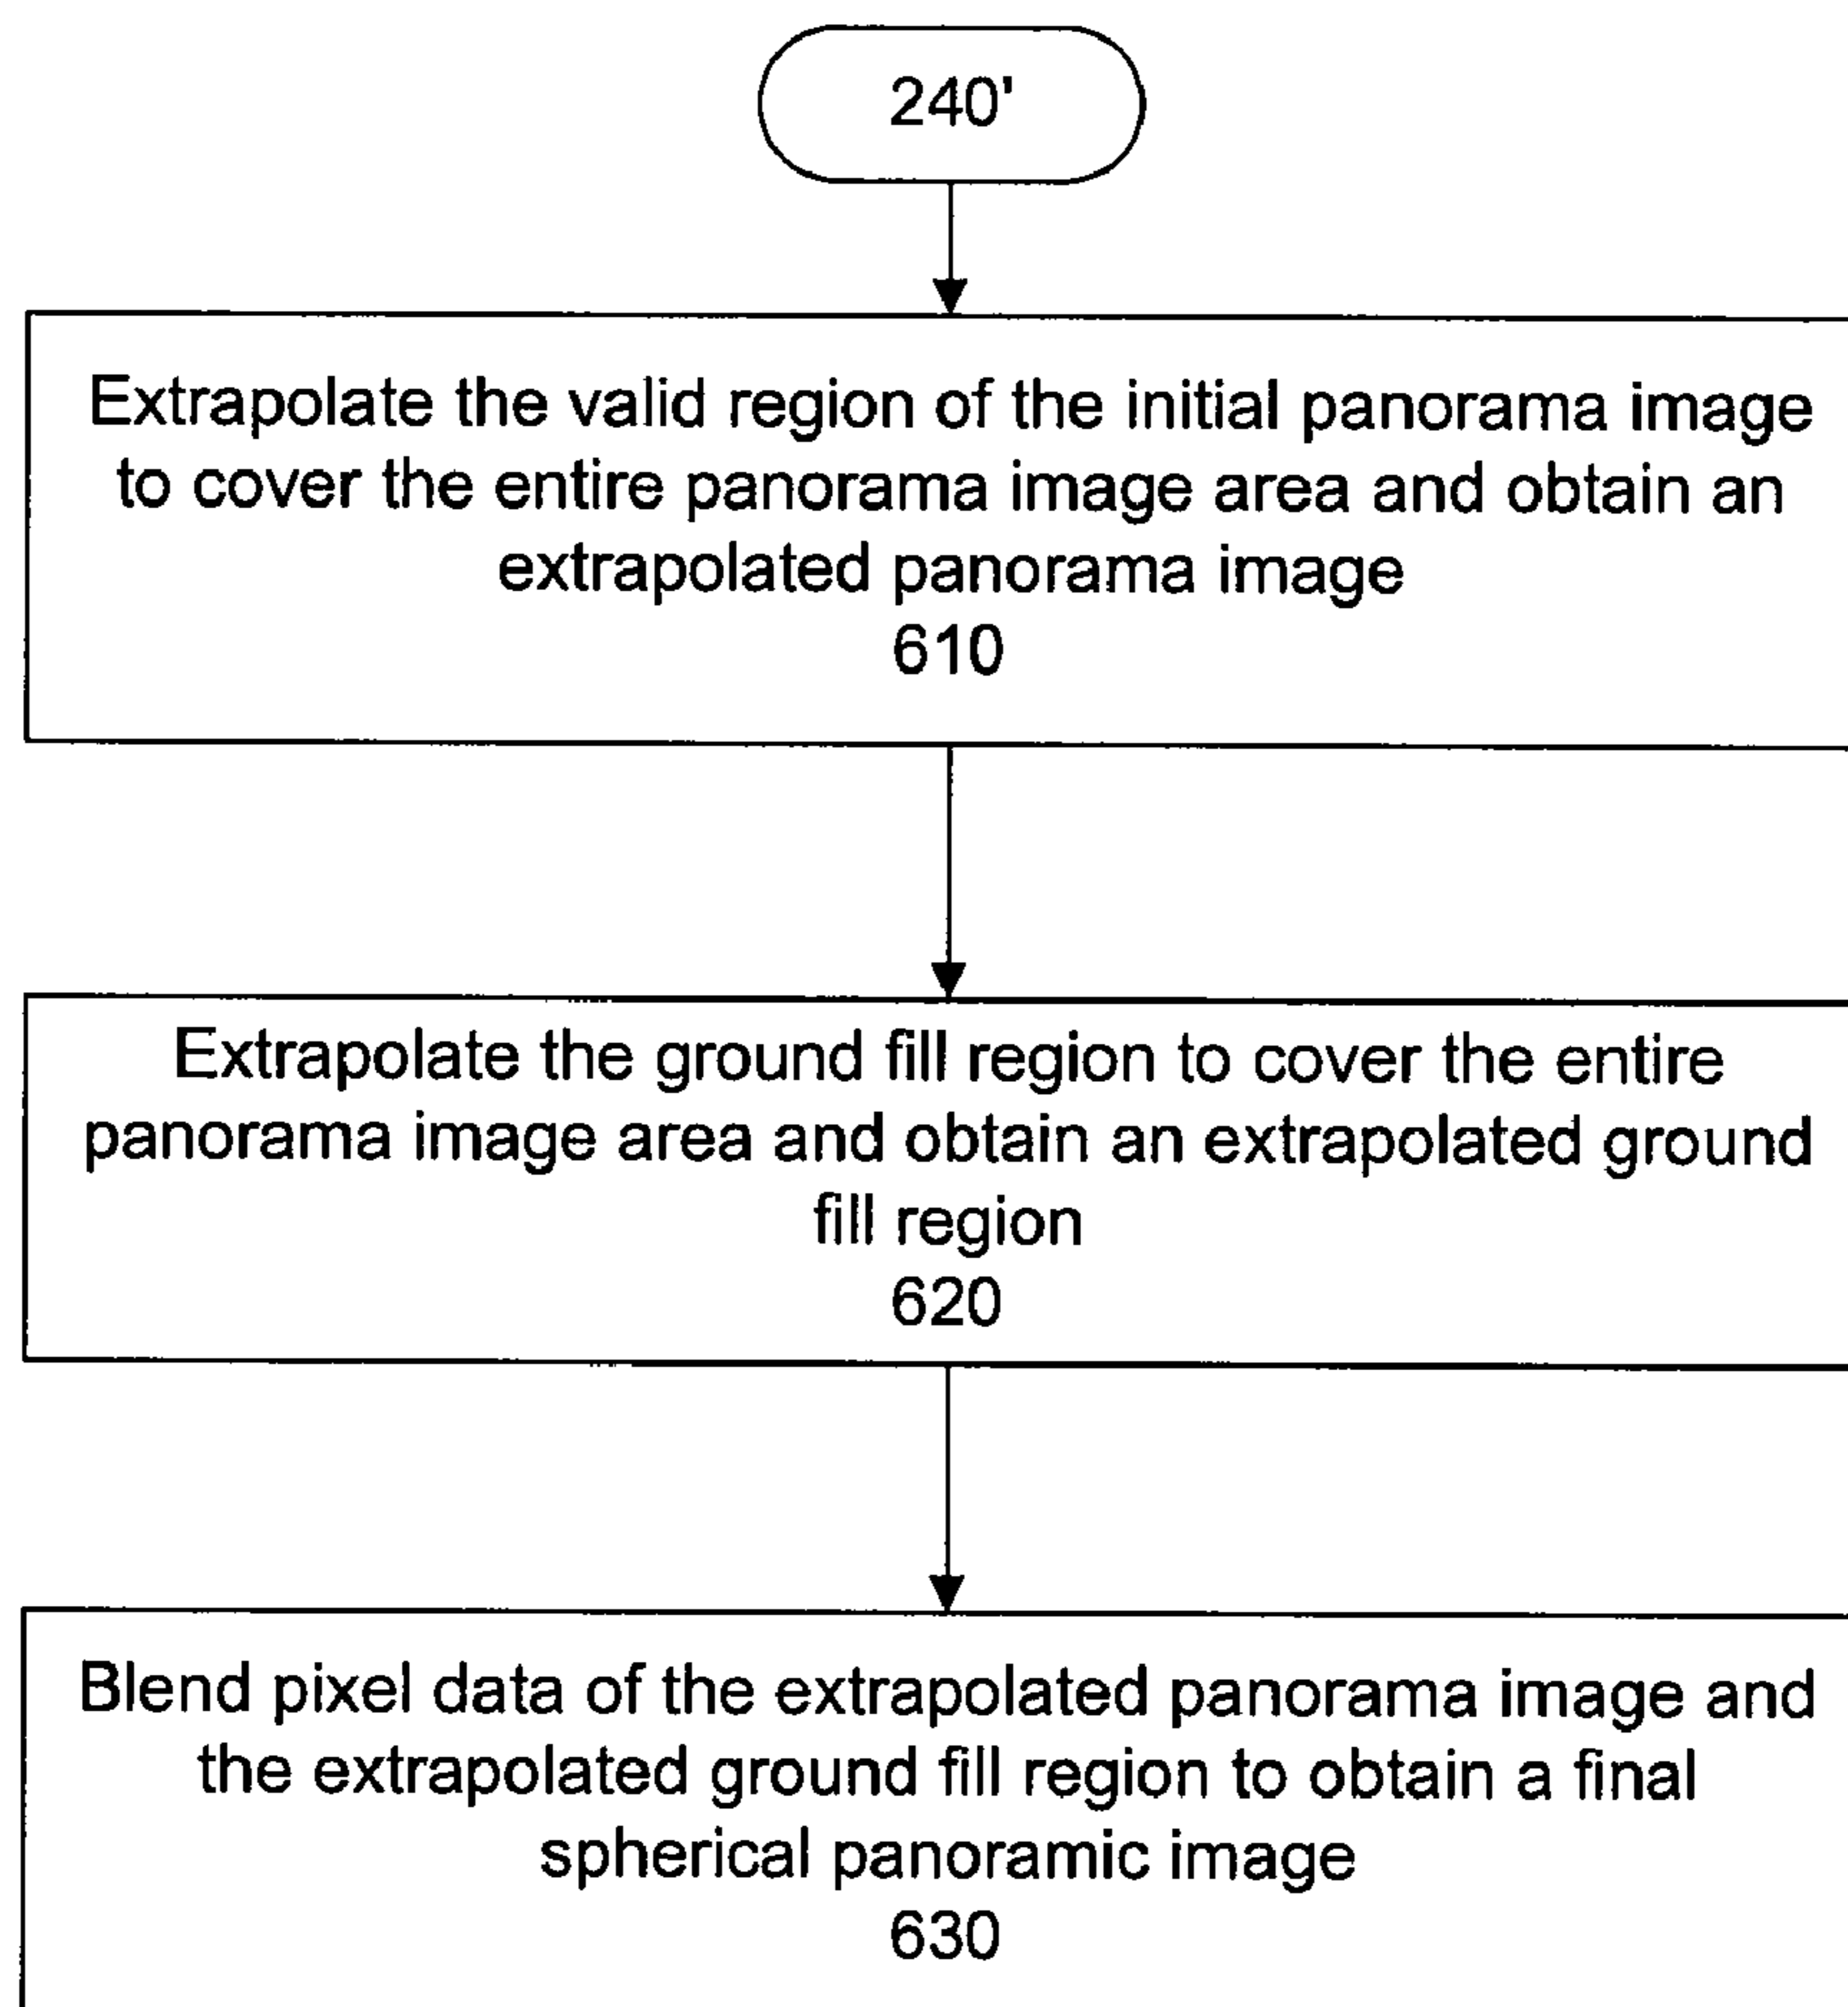 240'
Extrapolate the valid region of the initial panorama image
to cover the entire panorama image area and obtain an
extrapolated panorama image
610
Extrapolate the ground fill region to cover the entire
panorama image area and obtain an extrapolated ground
fill region
620
Blend pixel data of the extrapolated panorama image and
the extrapolated ground fill region to obtain a final
spherical panoramic image
630